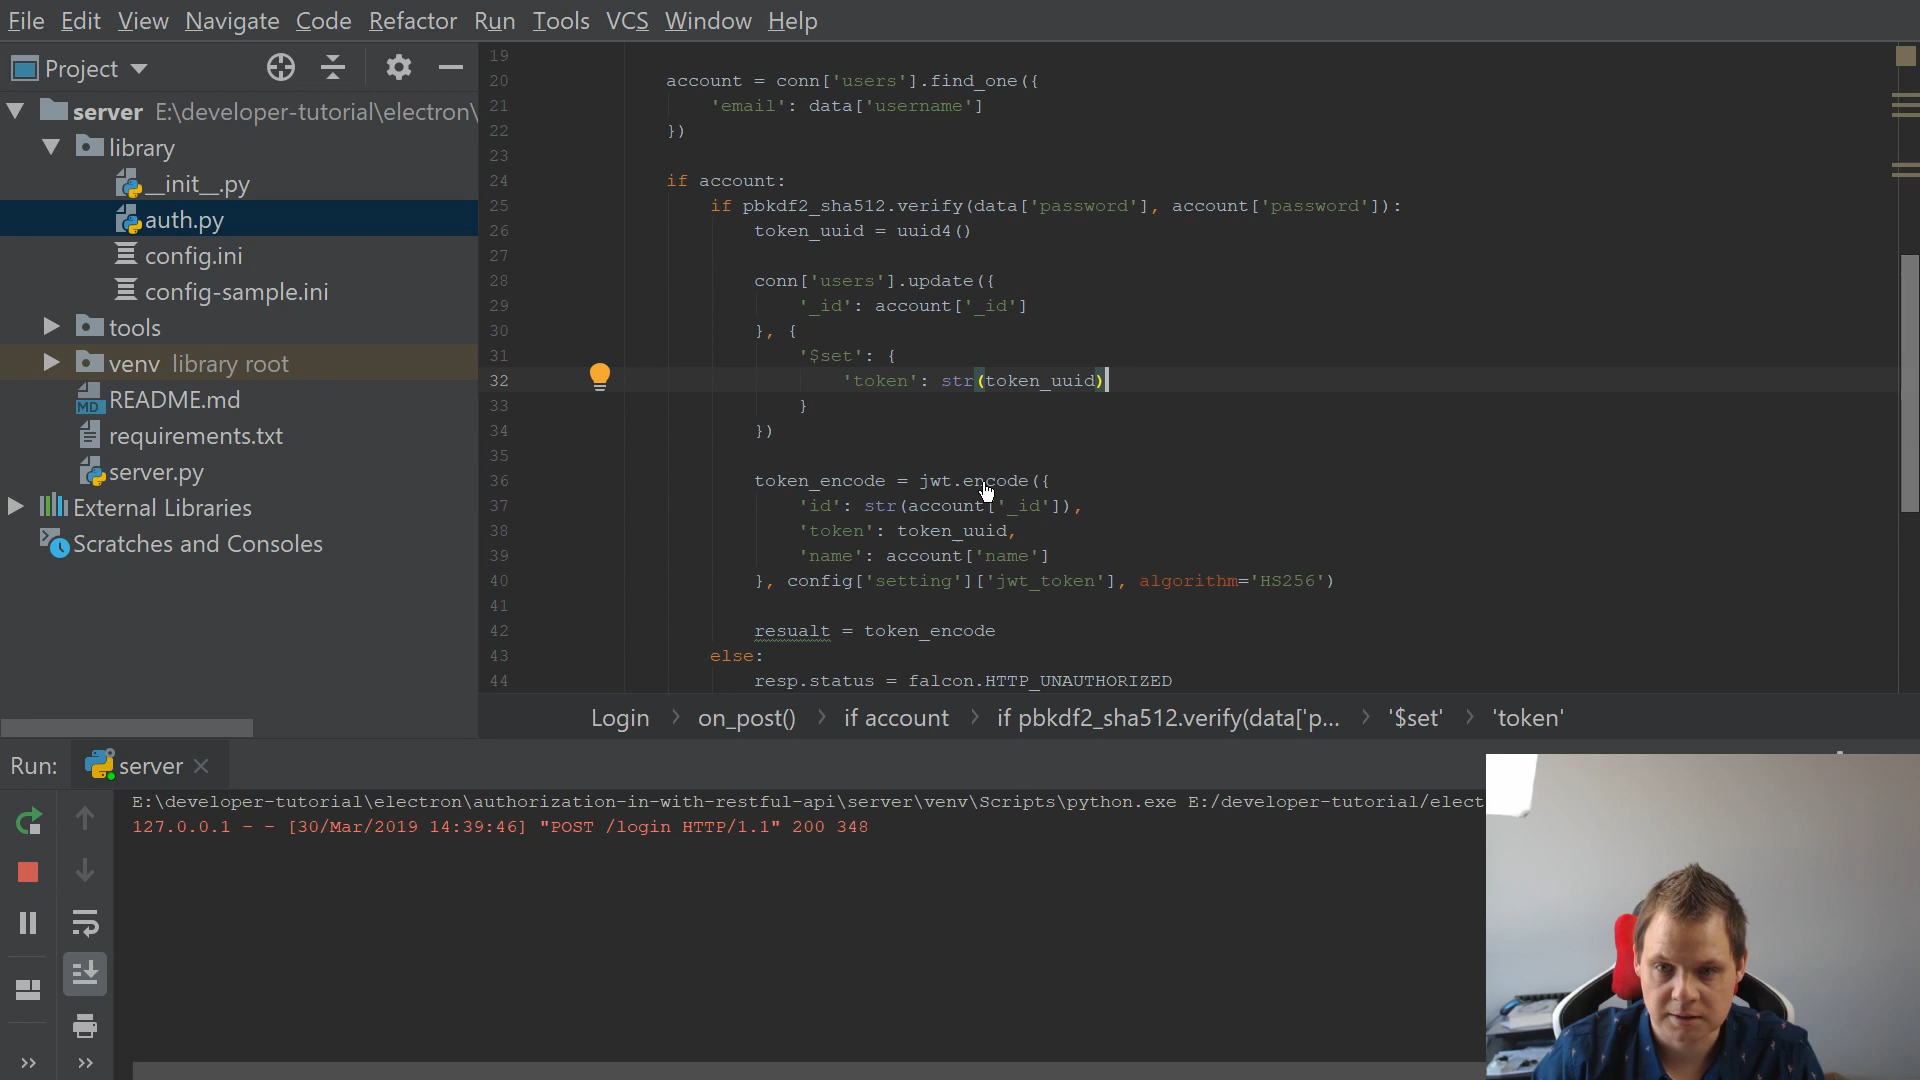 File Edit View Navigate Code Refactor Run Tools VCS Window Help
Project
server E:\developer-tutorial\electron\
library
__init__.py
auth.py
config.ini
config-sample.ini
tools
venv library root
README.md
requirements.txt
server.py
External Libraries
Scratches and Consoles
19
20 account = conn['users'].find_one({
21 'email': data['username']
22 })
23
24 if account:
25 if pbkdf2_sha512.verify(data['password'], account['password']):
26 token_uuid = uuid4()
27
28 conn['users'].update({
29 '_id': account['_id']
30 }, {
31 '$set': {
32 'token': str(token_uuid)
33 }
34 })
35
36 token_encode = jwt.encode({
37 'id': str(account['_id']),
38 'token': token_uuid,
39 'name': account['name']
40 }, config['setting']['jwt_token'], algorithm='HS256')
41
42 resualt = token_encode
43 else:
44 resp.status = falcon.HTTP_UNAUTHORIZED
Login > on_post() > if account > if pbkdf2_sha512.verify(data['p... > '$set' > 'token'
Run: server
E:\developer-tutorial\electron\authorization-in-with-restful-api\server\venv\Scripts\python.exe E:/developer-tutorial/elect
127.0.0.1 - - [30/Mar/2019 14:39:46] "POST /login HTTP/1.1" 200 348